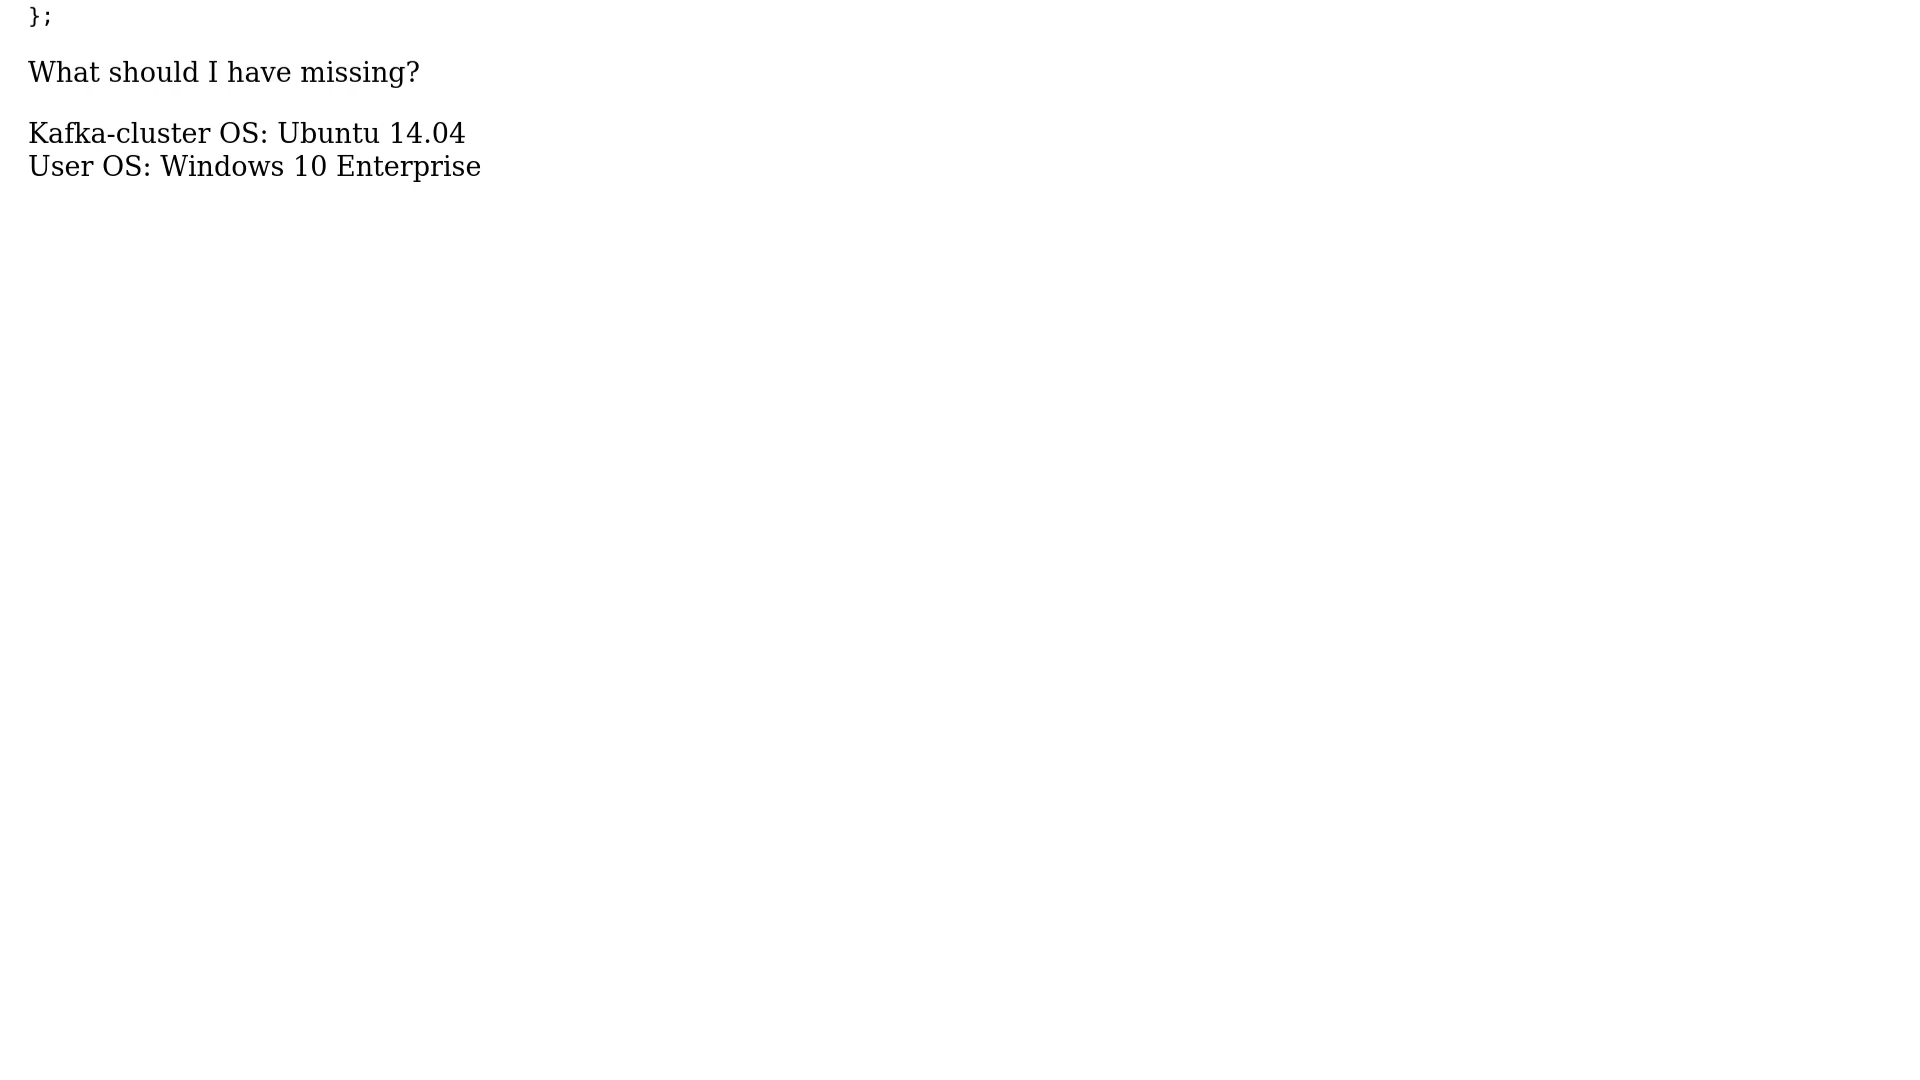 };
What should I have missing?
Kafka-cluster OS: Ubuntu 14.04
User OS: Windows 10 Enterprise